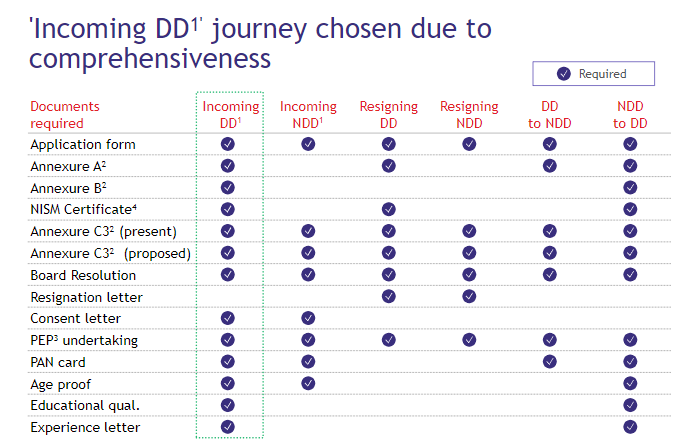 'Incoming DD¹' journey chosen due to
comprehensiveness
Required
Documents required
Incoming DD¹
Incoming NDD¹
Resigning DD
Resigning NDD
DD to NDD
NDD to DD
Application form
Annexure A²
Annexure B²
NISM Certificate⁴
Annexure C3² (present)
Annexure C3² (proposed)
Board Resolution
Resignation letter
Consent letter
PEP³ undertaking
PAN card
Age proof
Educational qual.
Experience letter